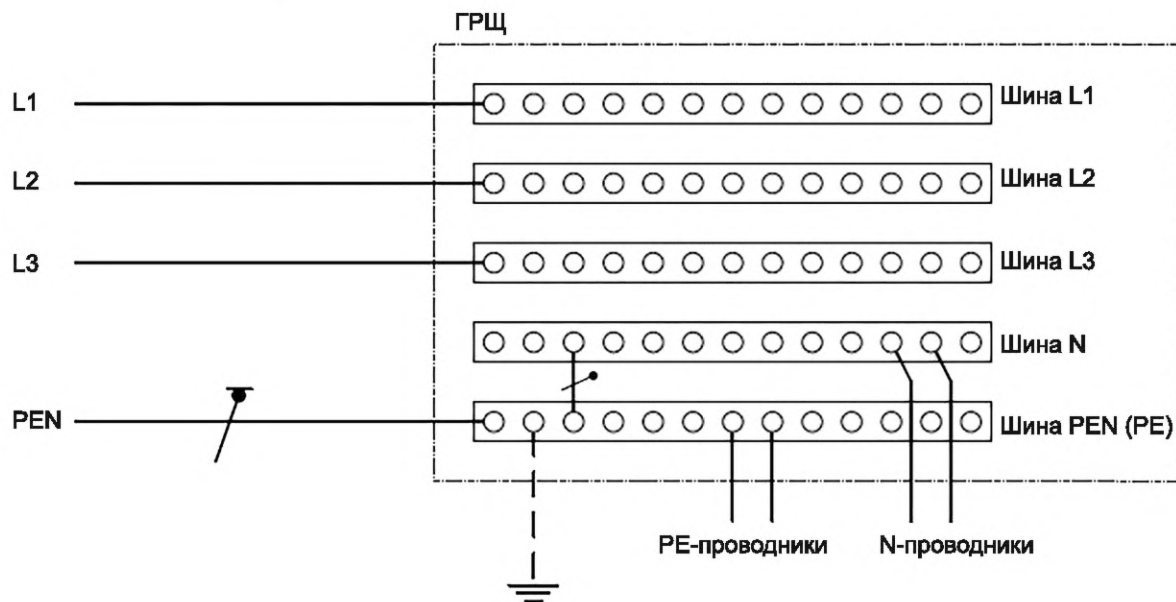 ГРЩ
L1
Шина L1
L2
Шина L2
L3
Шина L3
Шина N
PEN
Шина PEN (PE)
PE-проводники
N-проводники